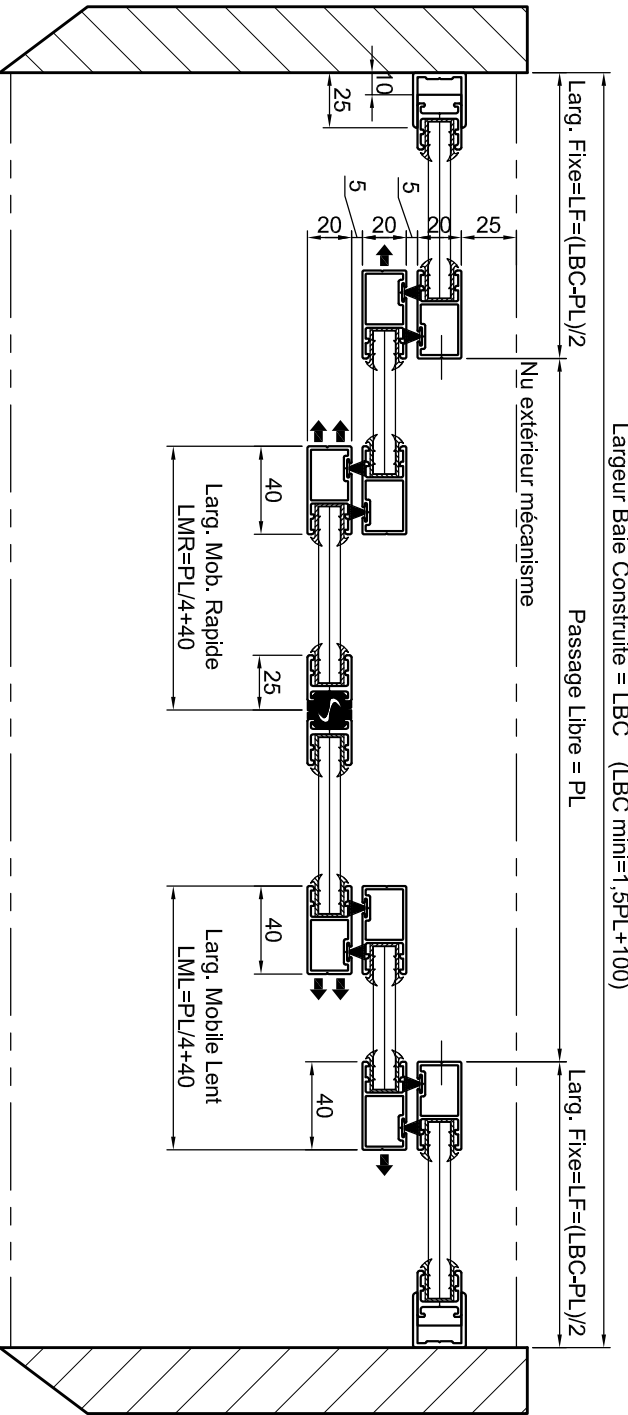 Largeur Baie Construite = LBC (LBC mini=1,5PL+100)
Larg. Fixe=LF=(LBC-PL)/2
Passage Libre = PL
Larg. Fixe=LF=(LBC-PL)/2
Nu extérieur mécanisme
10
25
5
5
20
20
20
25
40
25
40
40
Larg. Mob. Rapide
LMR=PL/4+40
Larg. Mobile Lent
LML=PL/4+40